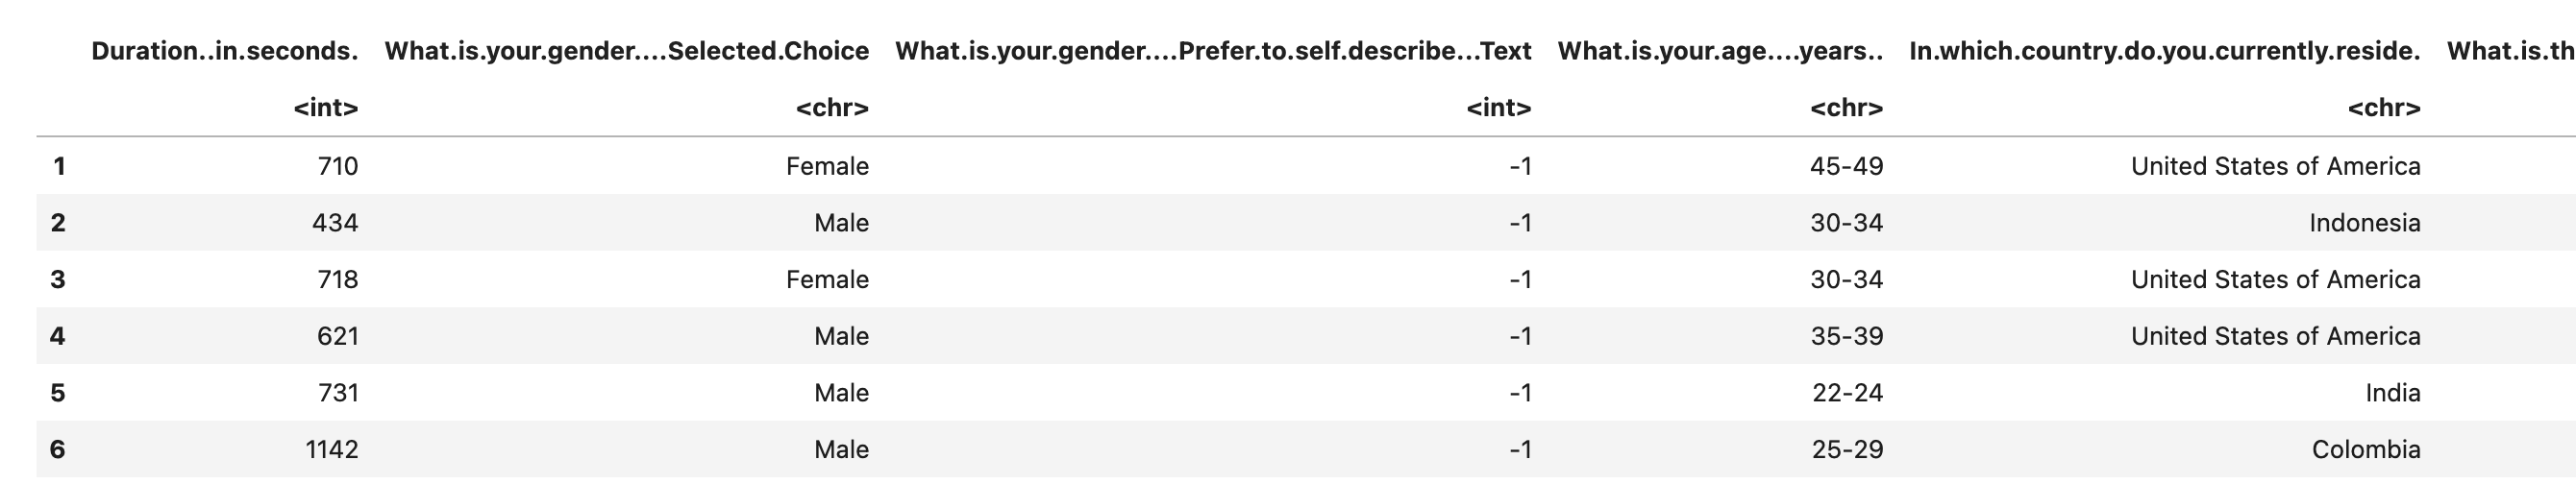 Duration..in.seconds. What.is.your.gender....Selected.Choice What.is.your.gender....Prefer.to.self.describe...Text What.is.your.age....years.. In.which.country.do.you.currently.reside. What.is.th
<int> <chr> <int> <chr> <chr>
1 710 Female -1 45-49 United States of America
2 434 Male -1 30-34 Indonesia
3 718 Female -1 30-34 United States of America
4 621 Male -1 35-39 United States of America
5 731 Male -1 22-24 India
6 1142 Male -1 25-29 Colombia